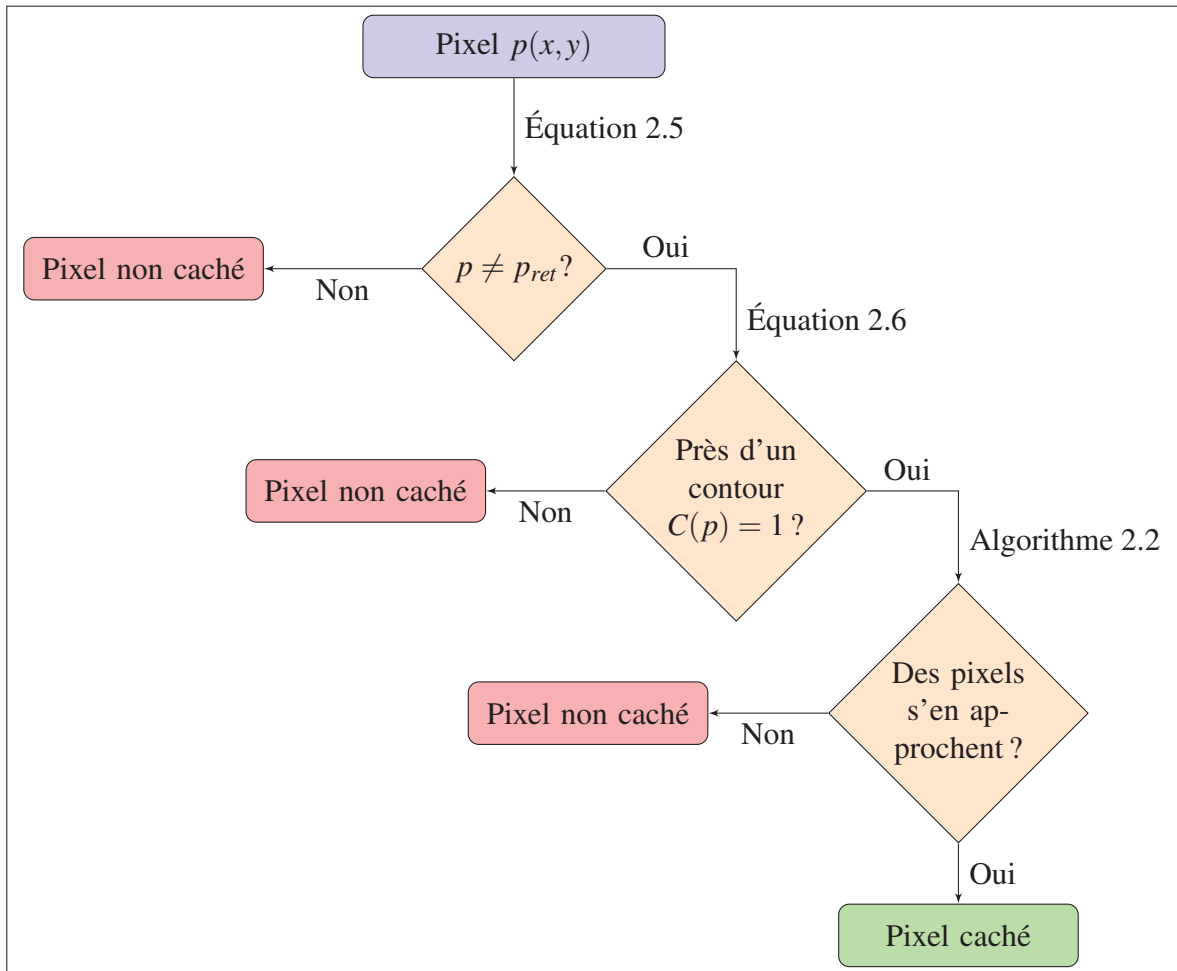 Pixel p(x,y)
Équation 2.5
p ≠ p_ret ?
Oui
Non
Pixel non caché
Équation 2.6
Près d'un
contour
C(p) = 1 ?
Oui
Non
Pixel non caché
Algorithme 2.2
Des pixels
s'en ap-
prochent ?
Non
Pixel non caché
Oui
Pixel caché